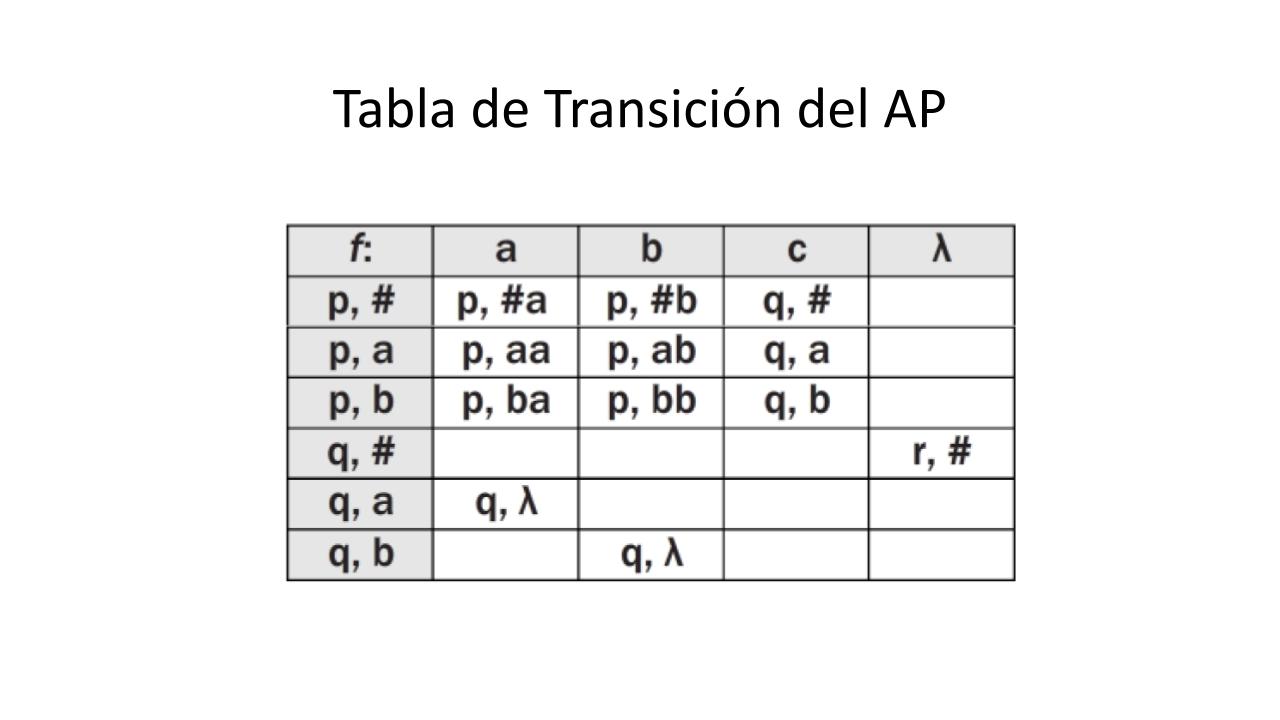 Tabla de Transición del AP
f: a b c λ
p, # p, #a p, #b q, #
p, a p, aa p, ab q, a
p, b p, ba p, bb q, b
q, # r, #
q, a q, λ
q, b q, λ